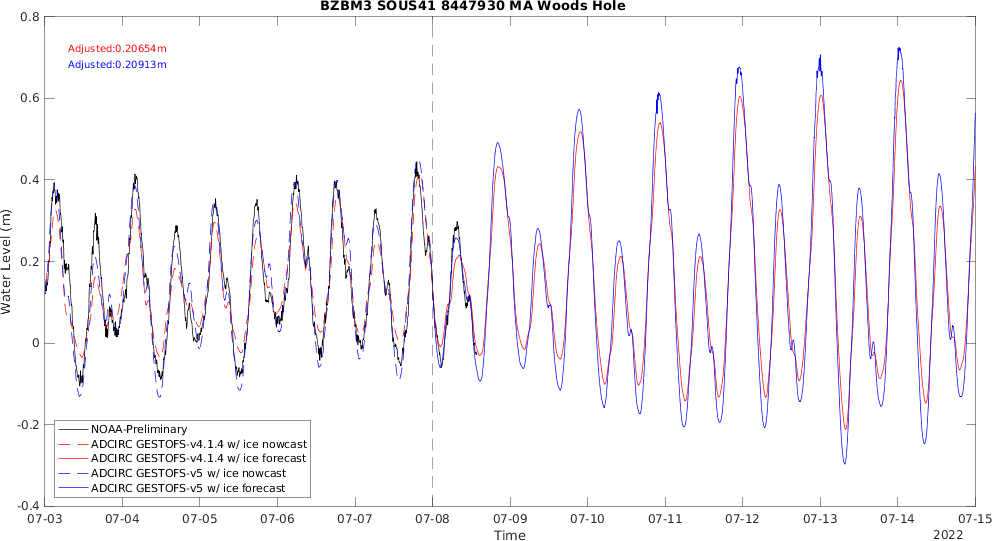 BZBM3 SOUS41 8447930 MA Woods Hole
0.8
0.6
0.4
0.2
0
-0.2
-0.4
Water Level (m)
Adjusted:0.20654m
Adjusted:0.20913m
NOAA-Preliminary
ADCIRC GESTOFS-v4.1.4 w/ ice nowcast
ADCIRC GESTOFS-v4.1.4 w/ ice forecast
ADCIRC GESTOFS-v5 w/ ice nowcast
ADCIRC GESTOFS-v5 w/ ice forecast
07-03 07-04 07-05 07-06 07-07 07-08 07-09 07-10 07-11 07-12 07-13 07-14 07-15
Time
2022